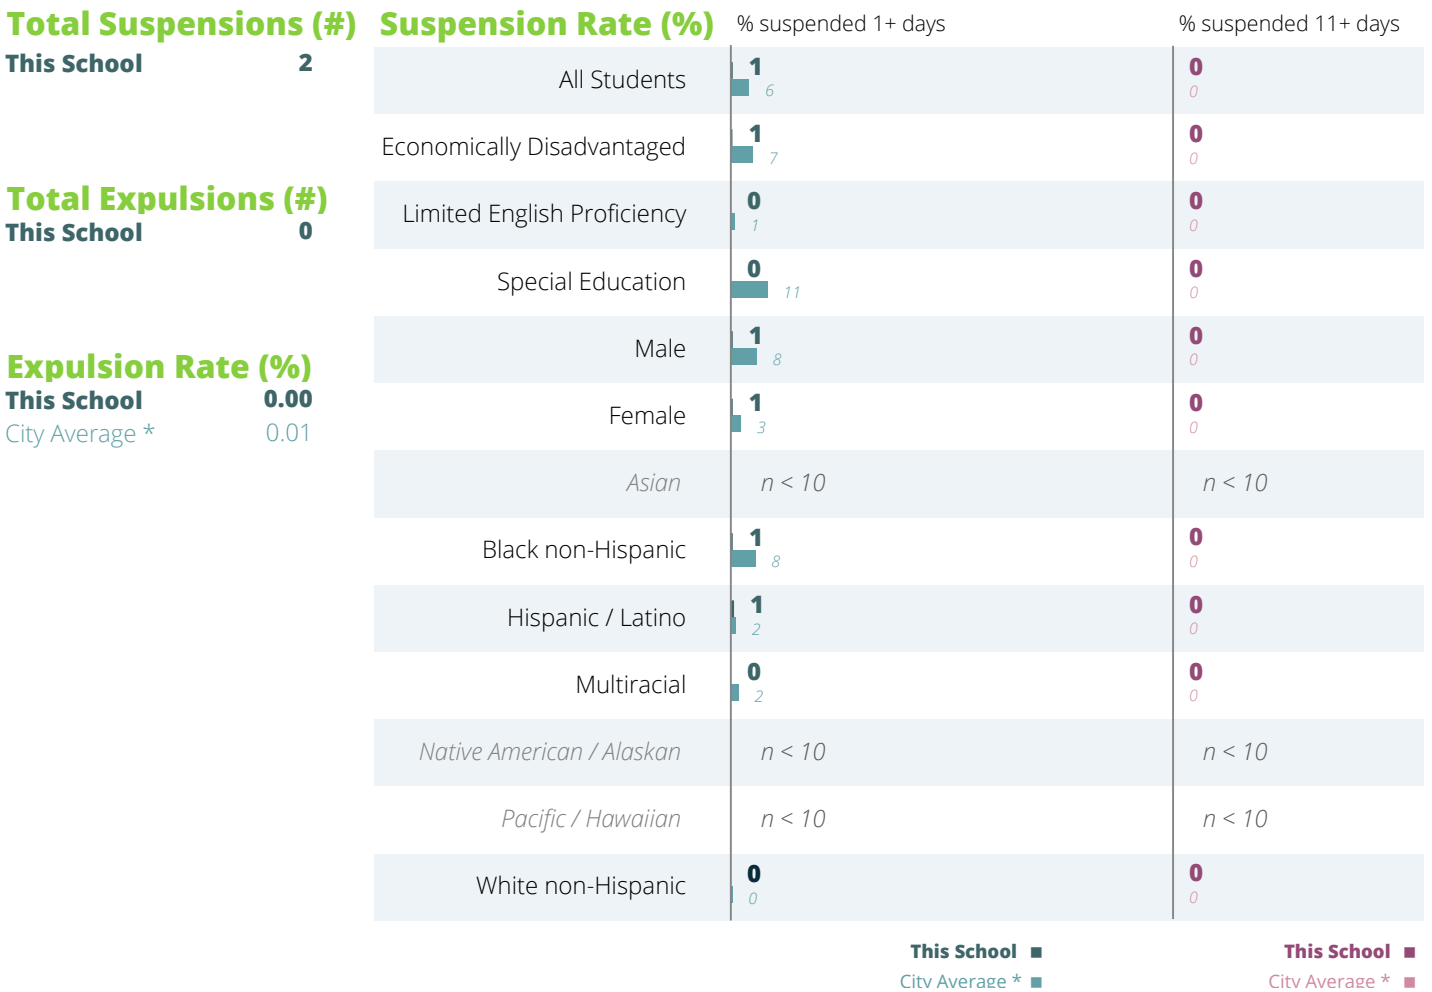 Total Suspensions (#)
This School 2
Total Expulsions (#)
This School 0
Expulsion Rate (%)
This School 0.00
City Average * 0.01
Suspension Rate (%) % suspended 1+ days % suspended 11+ days
All Students 1 0
6 0
Economically Disadvantaged 1 0
7 0
Limited English Proficiency 0 0
1 0
Special Education 0 0
11 0
Male 1 0
8 0
Female 1 0
3 0
Asian n < 10 n < 10
Black non-Hispanic 1 0
8 0
Hispanic / Latino 1 0
2 0
Multiracial 0 0
2 0
Native American / Alaskan n < 10 n < 10
Pacific / Hawaiian n < 10 n < 10
White non-Hispanic 0 0
0 0
This School This School
City Average * City Average *